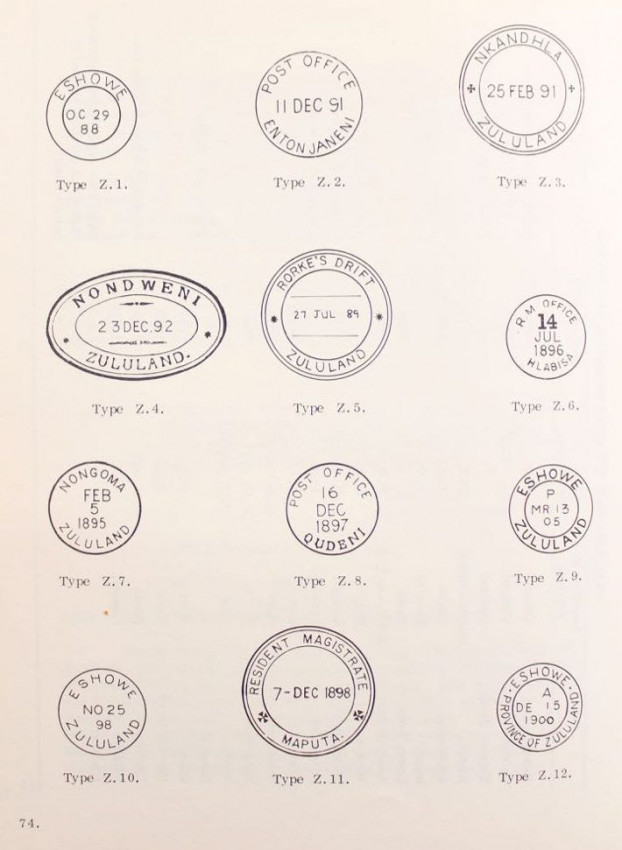 ESHOWE
OC 29
88
Type Z.1.
POST OFFICE
11 DEC 91
ENTONJANENI
Type Z.2.
NKANDHLA
25 FEB 91
ZULULAND
Type Z.3.
NONDWENI
23 DEC.92
ZULULAND.
Type Z.4.
RORKE'S DRIFT
27 JUL 89
ZULULAND
Type Z.5.
R.M OFFICE
14
JUL
1896
HLABISA
Type Z.6.
NONGOMA
FEB
5
1895
ZULULAND
Type Z.7.
POST OFFICE
16
DEC
1897
QUDENI
Type Z.8.
ESHOWE
P
MR 13
05
ZULULAND
Type Z.9.
ESHOWE
NO 25
98
ZULULAND
Type Z.10.
RESIDENT MAGISTRATE
7-DEC 1898
MAPUTA.
Type Z.11.
ESHOWE
A
DE 15
1900
PROVINCE OF ZULULAND
Type Z.12.
74.